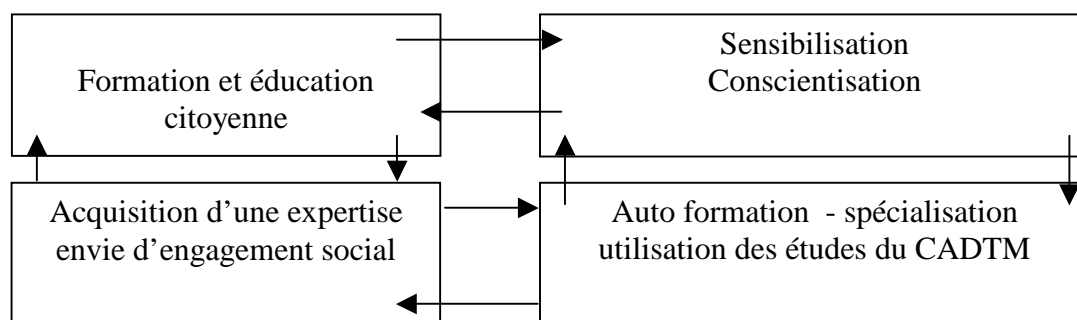 Formation et éducation
citoyenne
Sensibilisation
Conscientisation
Acquisition d’une expertise
envie d’engagement social
Auto formation - spécialisation
utilisation des études du CADTM